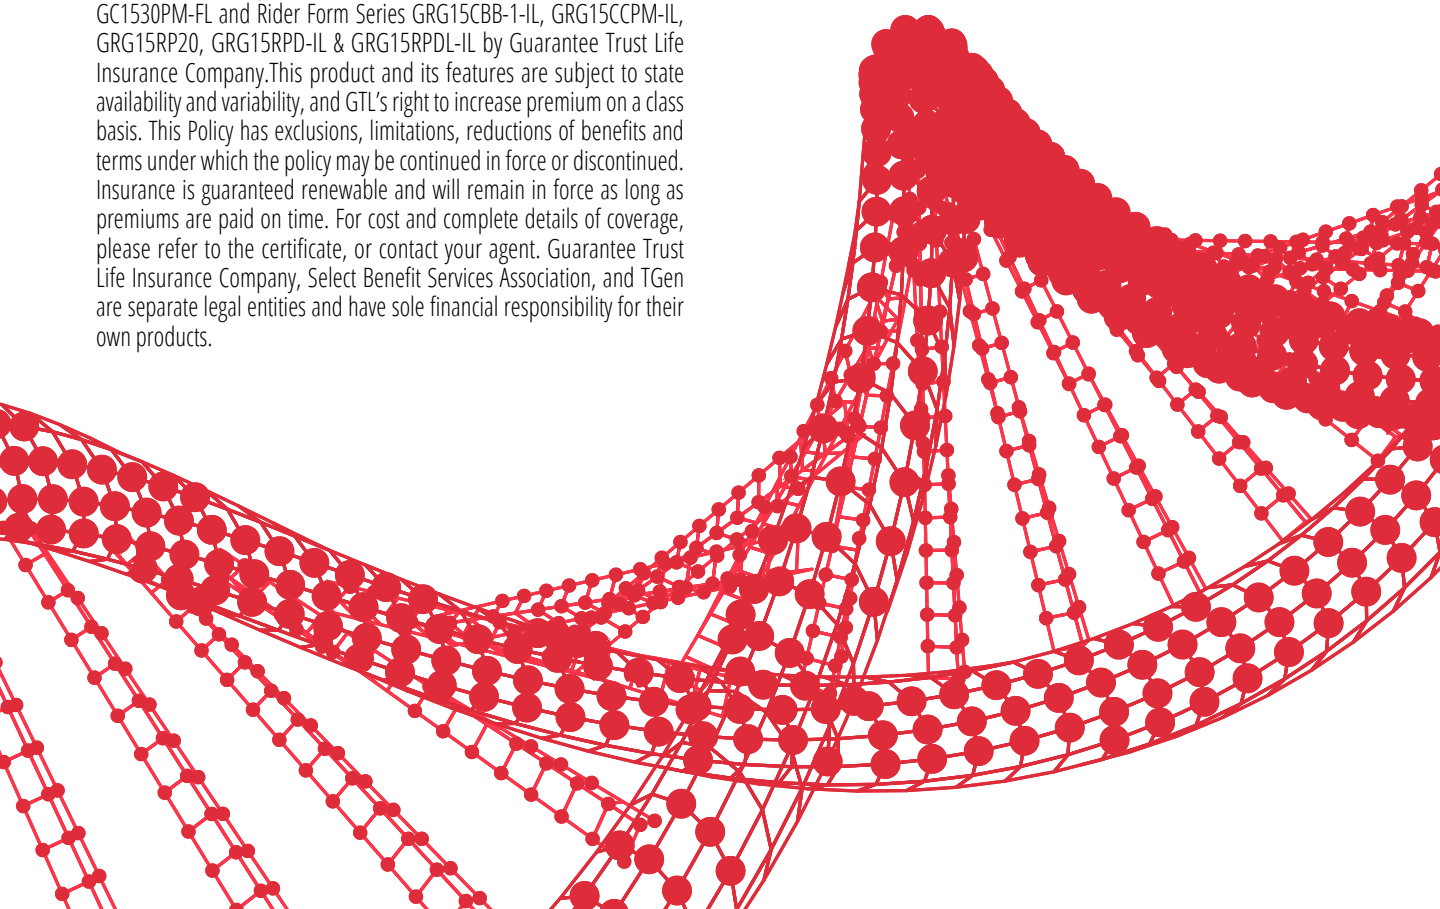 GC1530PM-FL and Rider Form Series GRG15CBB-1-IL, GRG15CCPM-IL,
GRG15RP20, GRG15RPD-IL & GRG15RPDL-IL by Guarantee Trust Life
Insurance Company.This product and its features are subject to state
availability and variability, and GTL’s right to increase premium on a class
basis. This Policy has exclusions, limitations, reductions of benefits and
terms under which the policy may be continued in force or discontinued.
Insurance is guaranteed renewable and will remain in force as long as
premiums are paid on time. For cost and complete details of coverage,
please refer to the certificate, or contact your agent. Guarantee Trust
Life Insurance Company, Select Benefit Services Association, and TGen
are separate legal entities and have sole financial responsibility for their
own products.